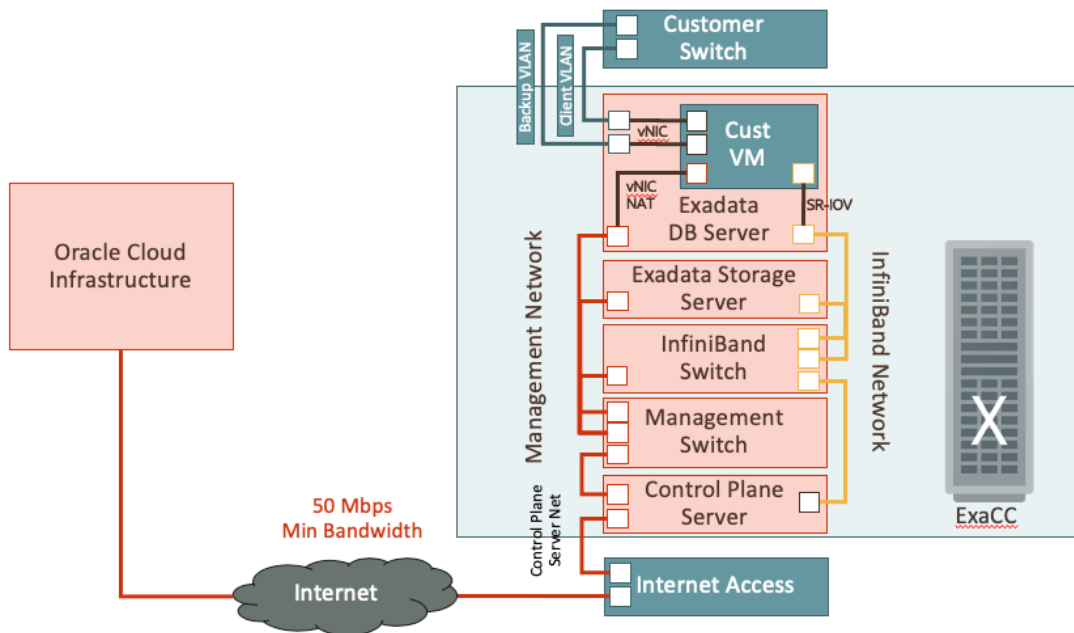 Customer
Switch
Backup VLAN
Client VLAN
vNIC
Cust
VM
vNIC
NAT
SR-IOV
Exadata
DB Server
Oracle Cloud
Infrastructure
Management Network
Exadata Storage
Server
InfiniBand
Switch
InfiniBand Network
Management
Switch
X
Control Plane
Server
ExaCC
50 Mbps
Min Bandwidth
Control Plane
Server Net
Internet
Internet Access